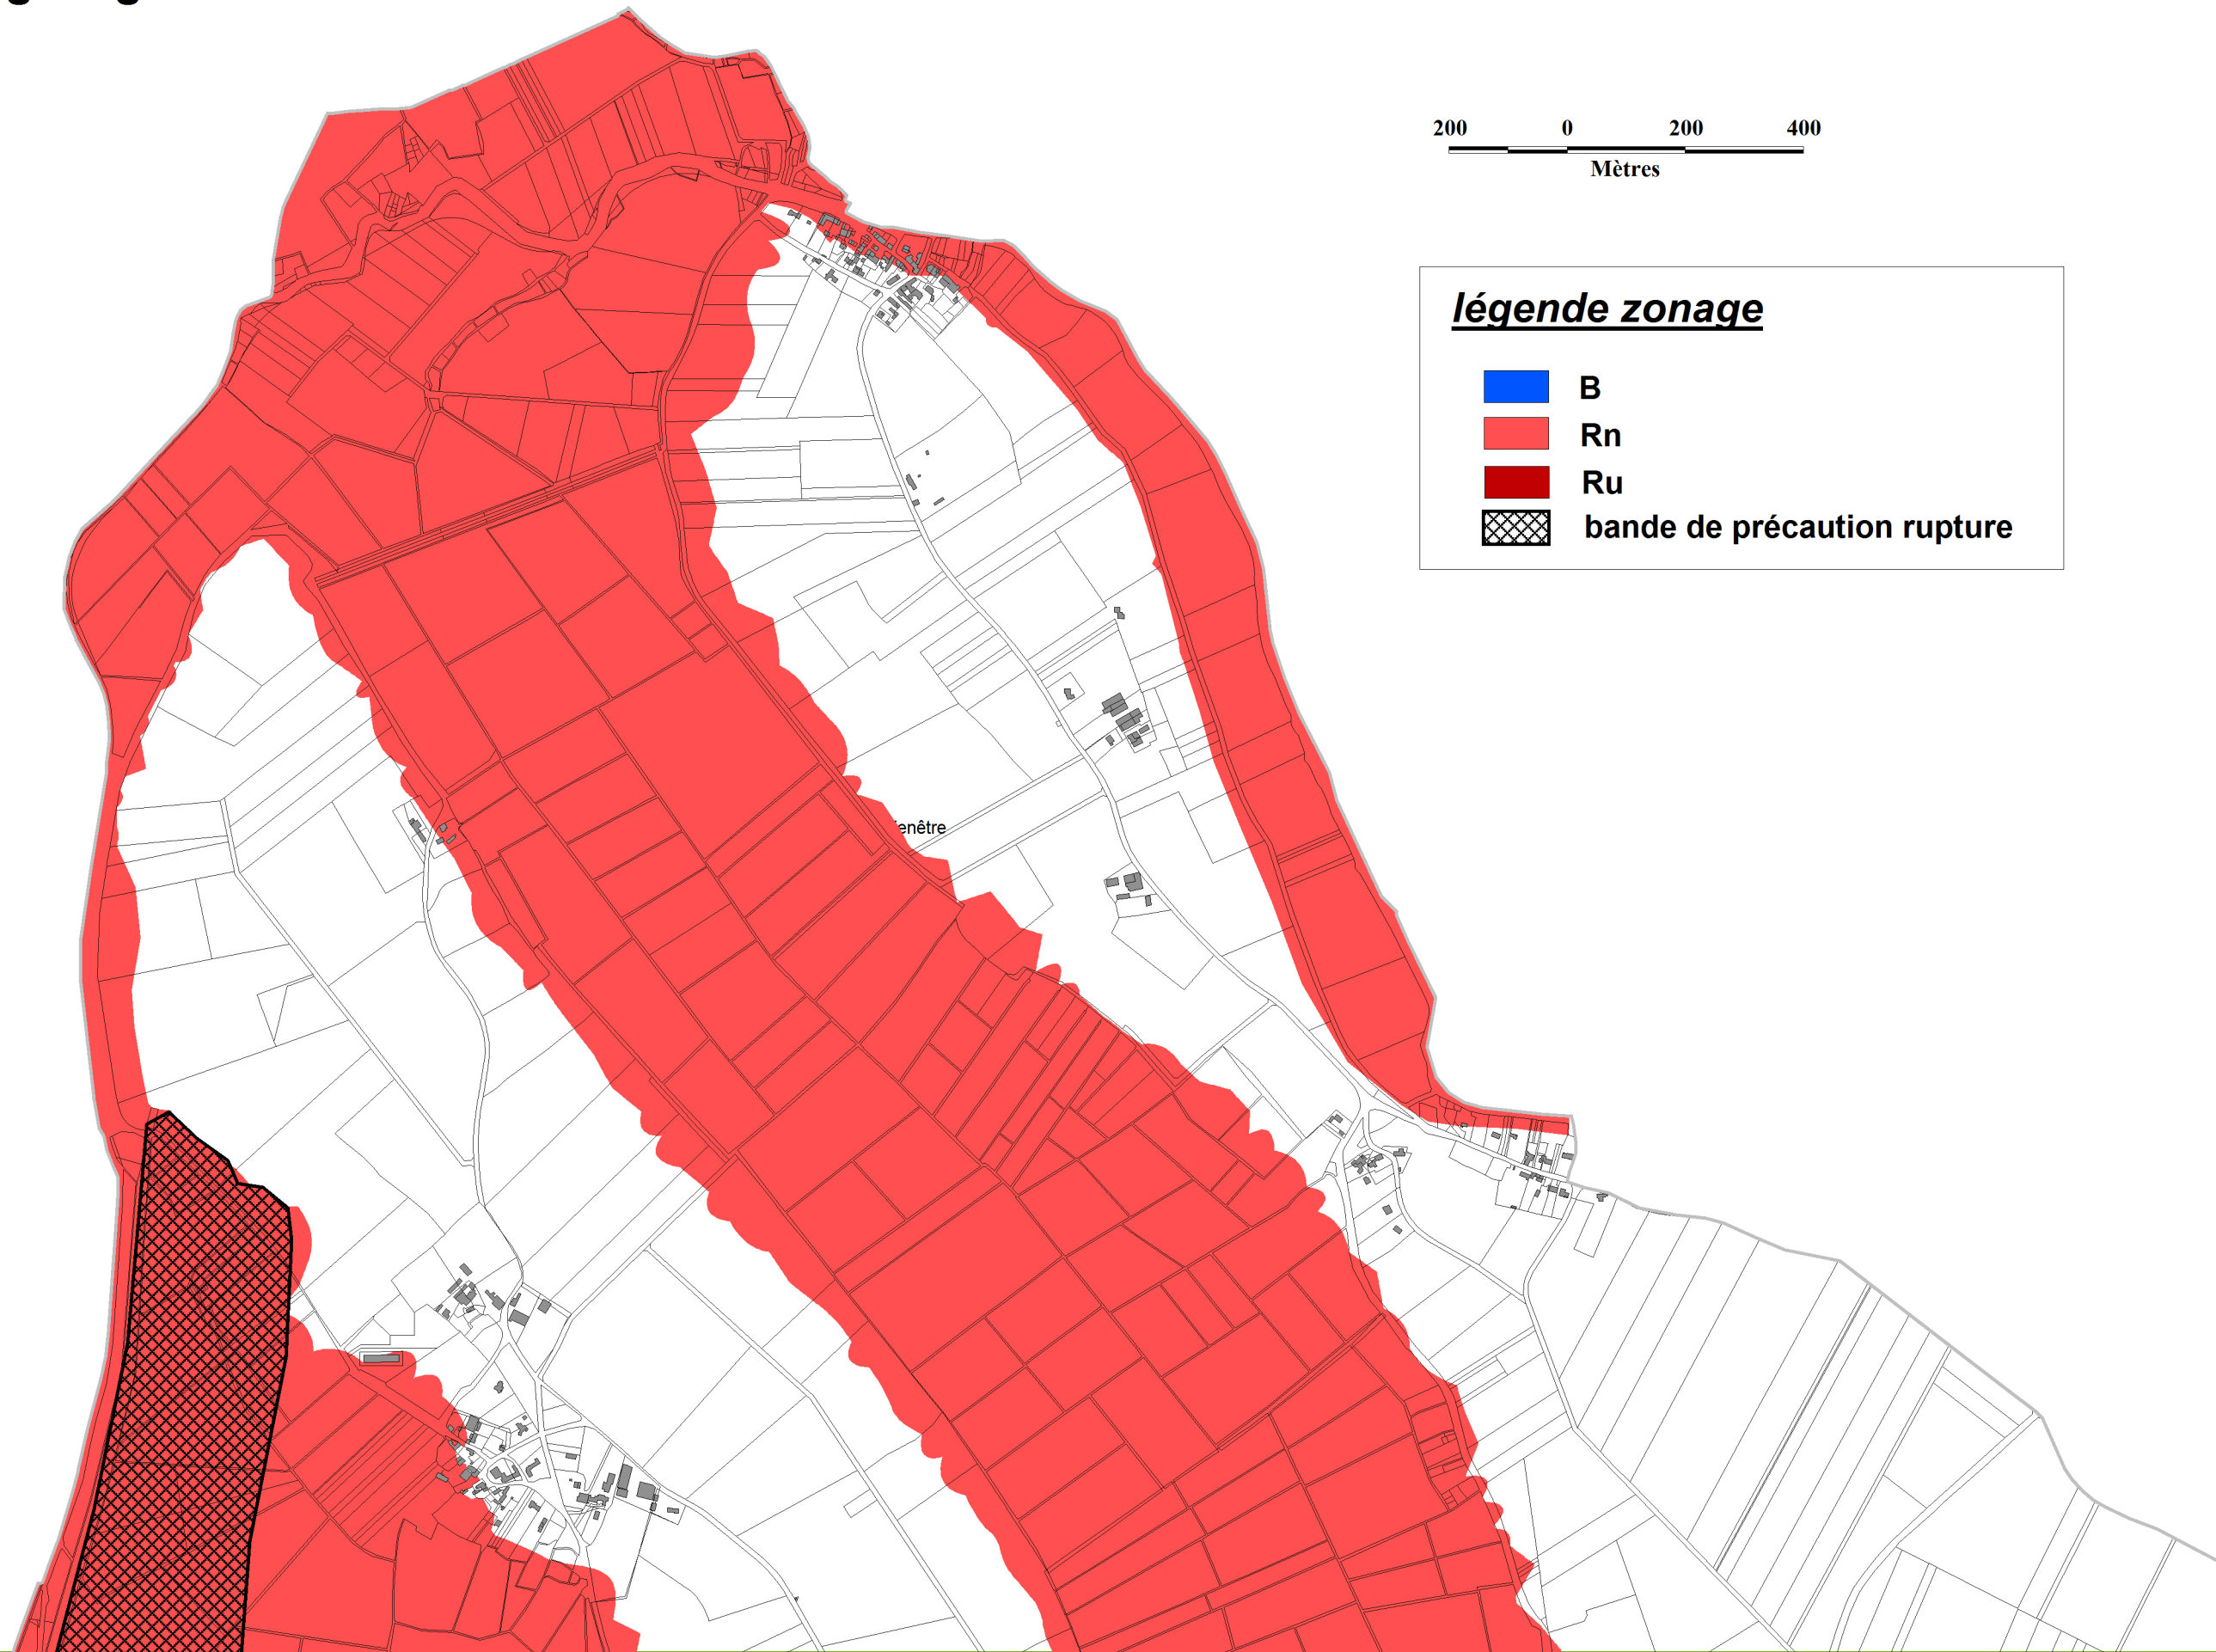 200 0 200 400
Mètres
légende zonage
B
Rn
Ru
bande de précaution rupture
enêtre